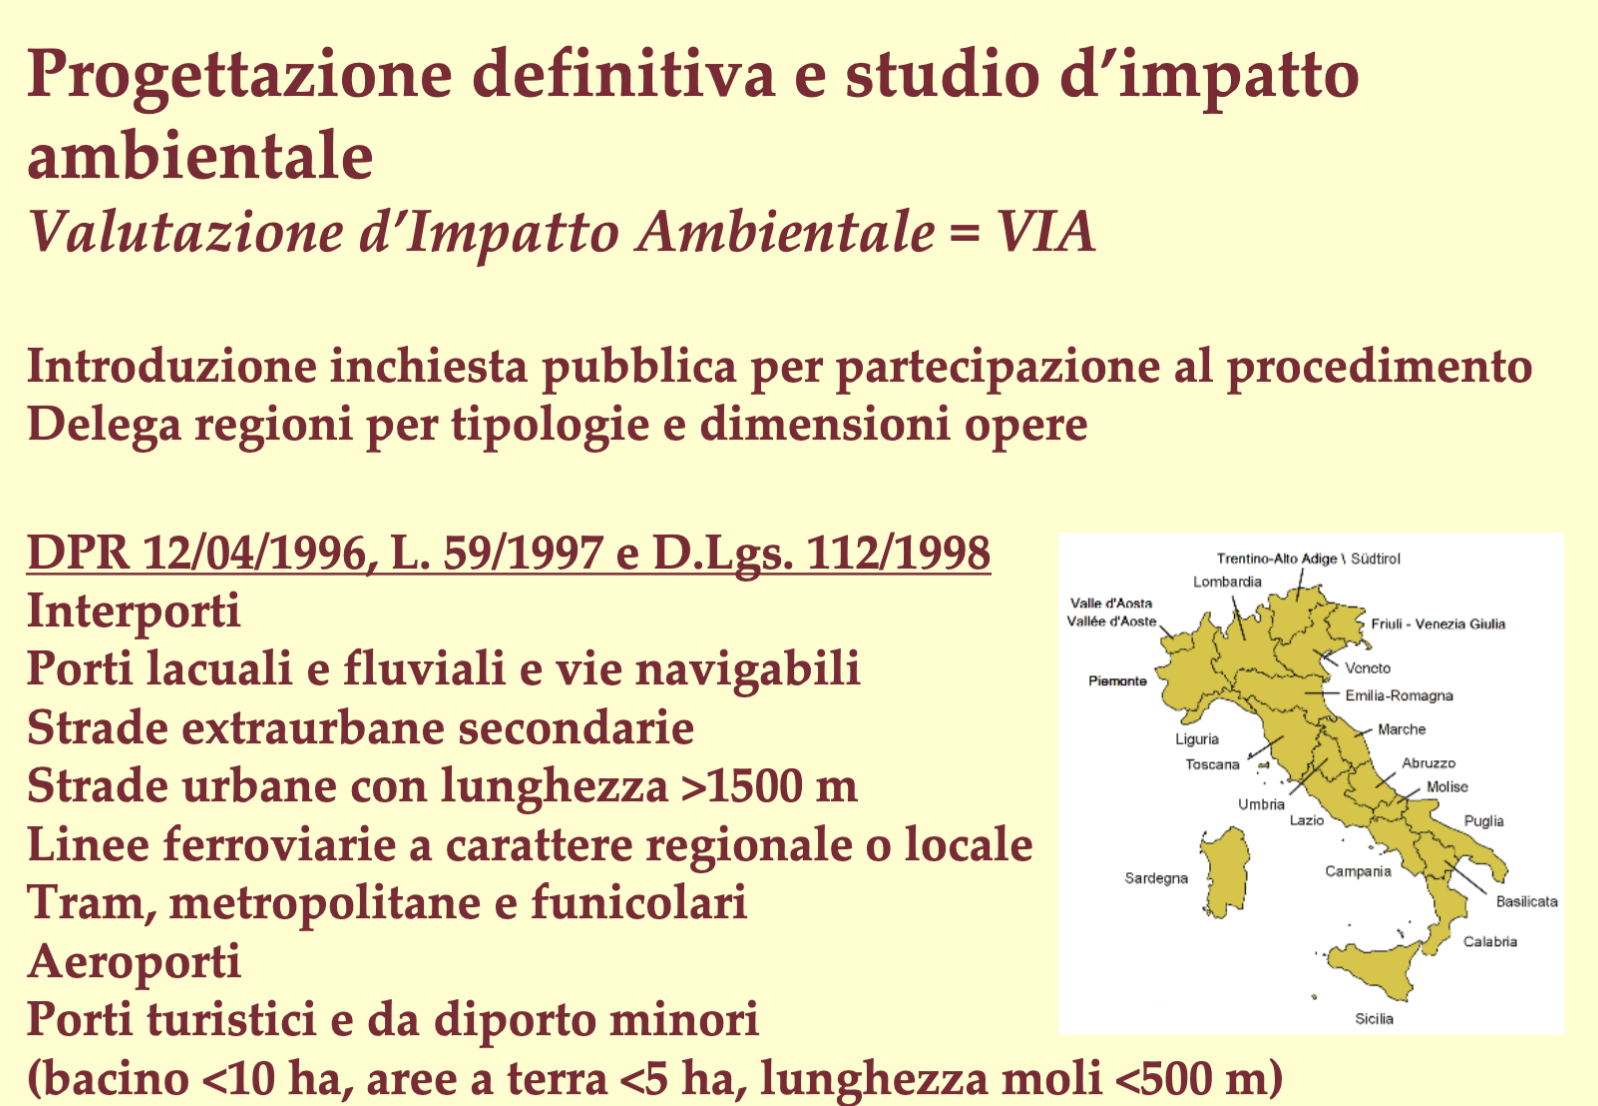 Progettazione definitiva e studio d’impatto
ambientale
Valutazione d’Impatto Ambientale = VIA
Introduzione inchiesta pubblica per partecipazione al procedimento
Delega regioni per tipologie e dimensioni opere
DPR 12/04/1996, L. 59/1997 e D.Lgs. 112/1998
Interporti
Porti lacuali e fluviali e vie navigabili
Strade extraurbane secondarie
Strade urbane con lunghezza >1500 m
Linee ferroviarie a carattere regionale o locale
Tram, metropolitane e funicolari
Aeroporti
Porti turistici e da diporto minori
(bacino <10 ha, aree a terra <5 ha, lunghezza moli <500 m)
Trentino-Alto Adige \ Südtirol
Lombardia
Valle d'Aosta
Vallée d'Aoste
Friuli - Venezia Giulia
Veneto
Piemonte
Emilia-Romagna
Marche
Liguria
Toscana
Abruzzo
Molise
Umbria
Lazio
Puglia
Campania
Sardegna
Basilicata
Calabria
Sicilia